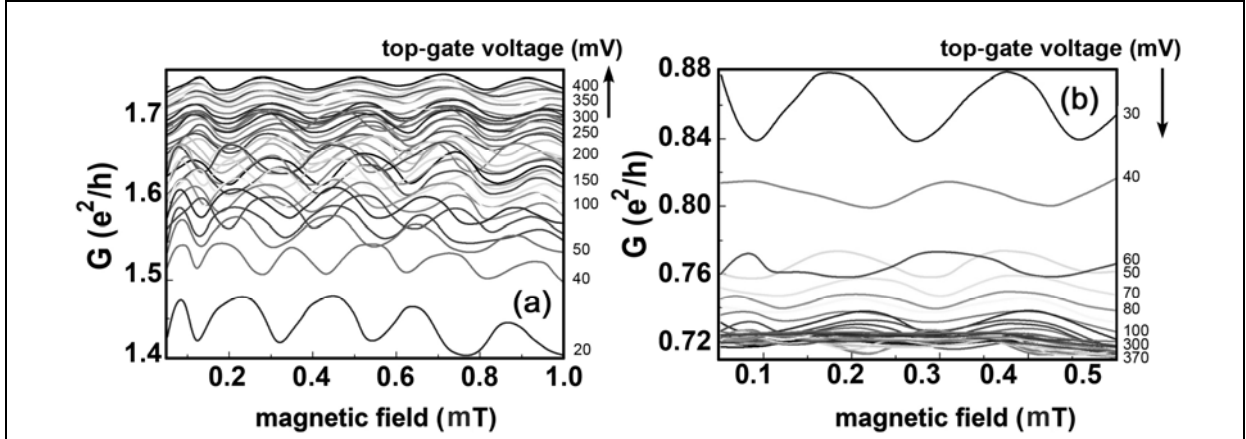 top-gate voltage (mV)
G (e²/h)
1.7
1.6
1.5
1.4
400
350
300
250
200
150
100
50
40
20
(a)
0.2 0.4 0.6 0.8 1.0
magnetic field (mT)
top-gate voltage (mV)
G (e²/h)
0.88
0.84
0.80
0.76
0.72
(b)
30
40
60
50
70
80
100
300
370
0.1 0.2 0.3 0.4 0.5
magnetic field (mT)